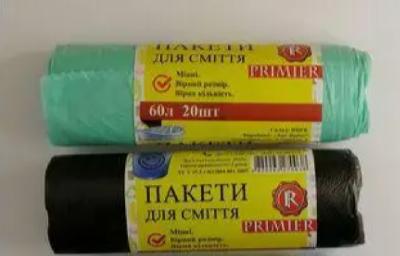 ПАКЕТИ
ДЛЯ СМІТТЯ
R
PRIMIER
Міцні.
Вірний розмір.
Вірна кількість.
60л 20шт
ПАКЕТИ
ДЛЯ СМІТТЯ
R
PRIMIER
Міцні.
Вірний розмір.
Вірна кількість.